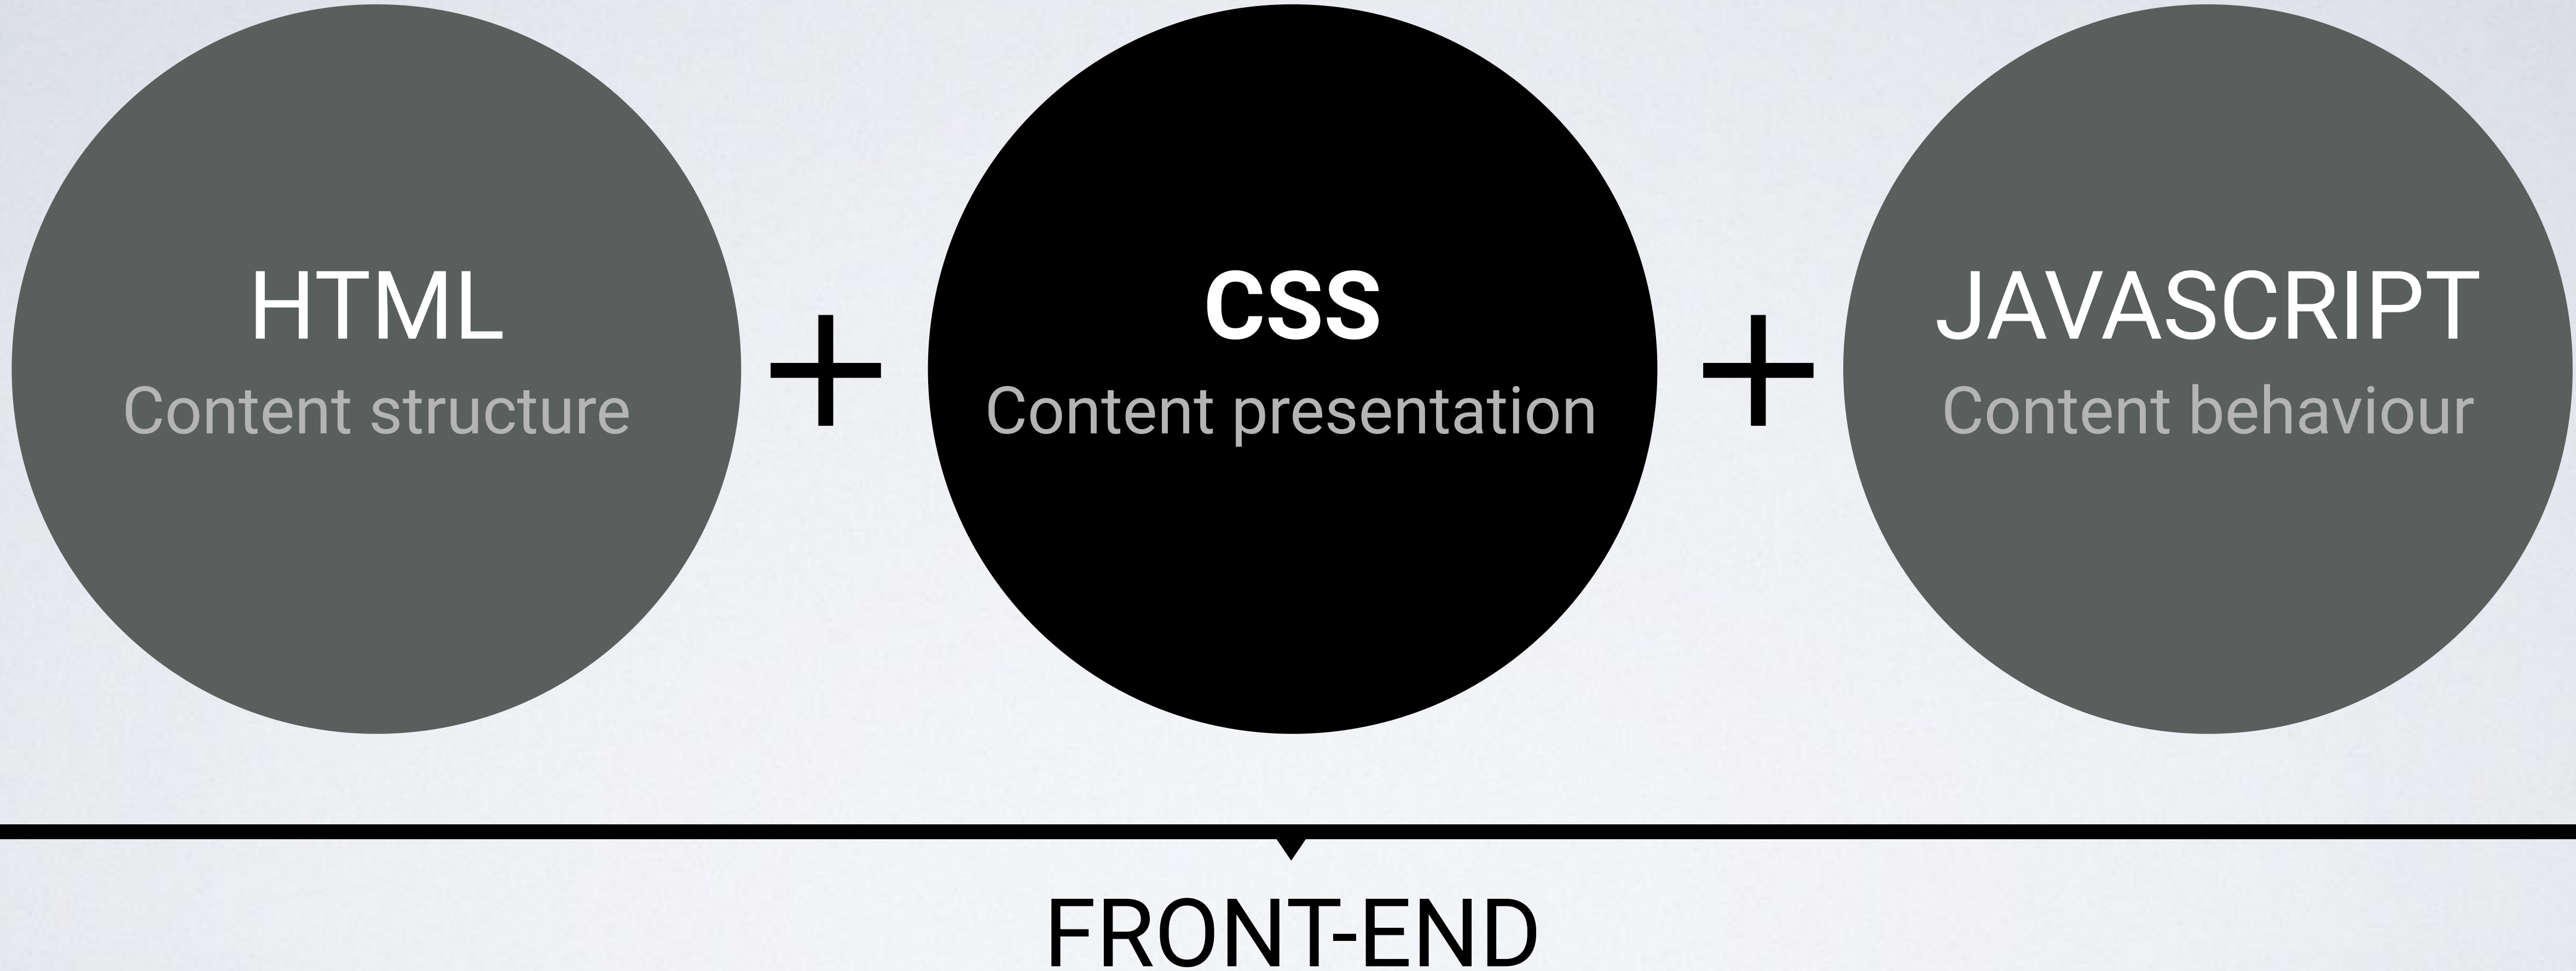 HTML
Content structure
+
CSS
Content presentation
+
JAVASCRIPT
Content behaviour
FRONT-END